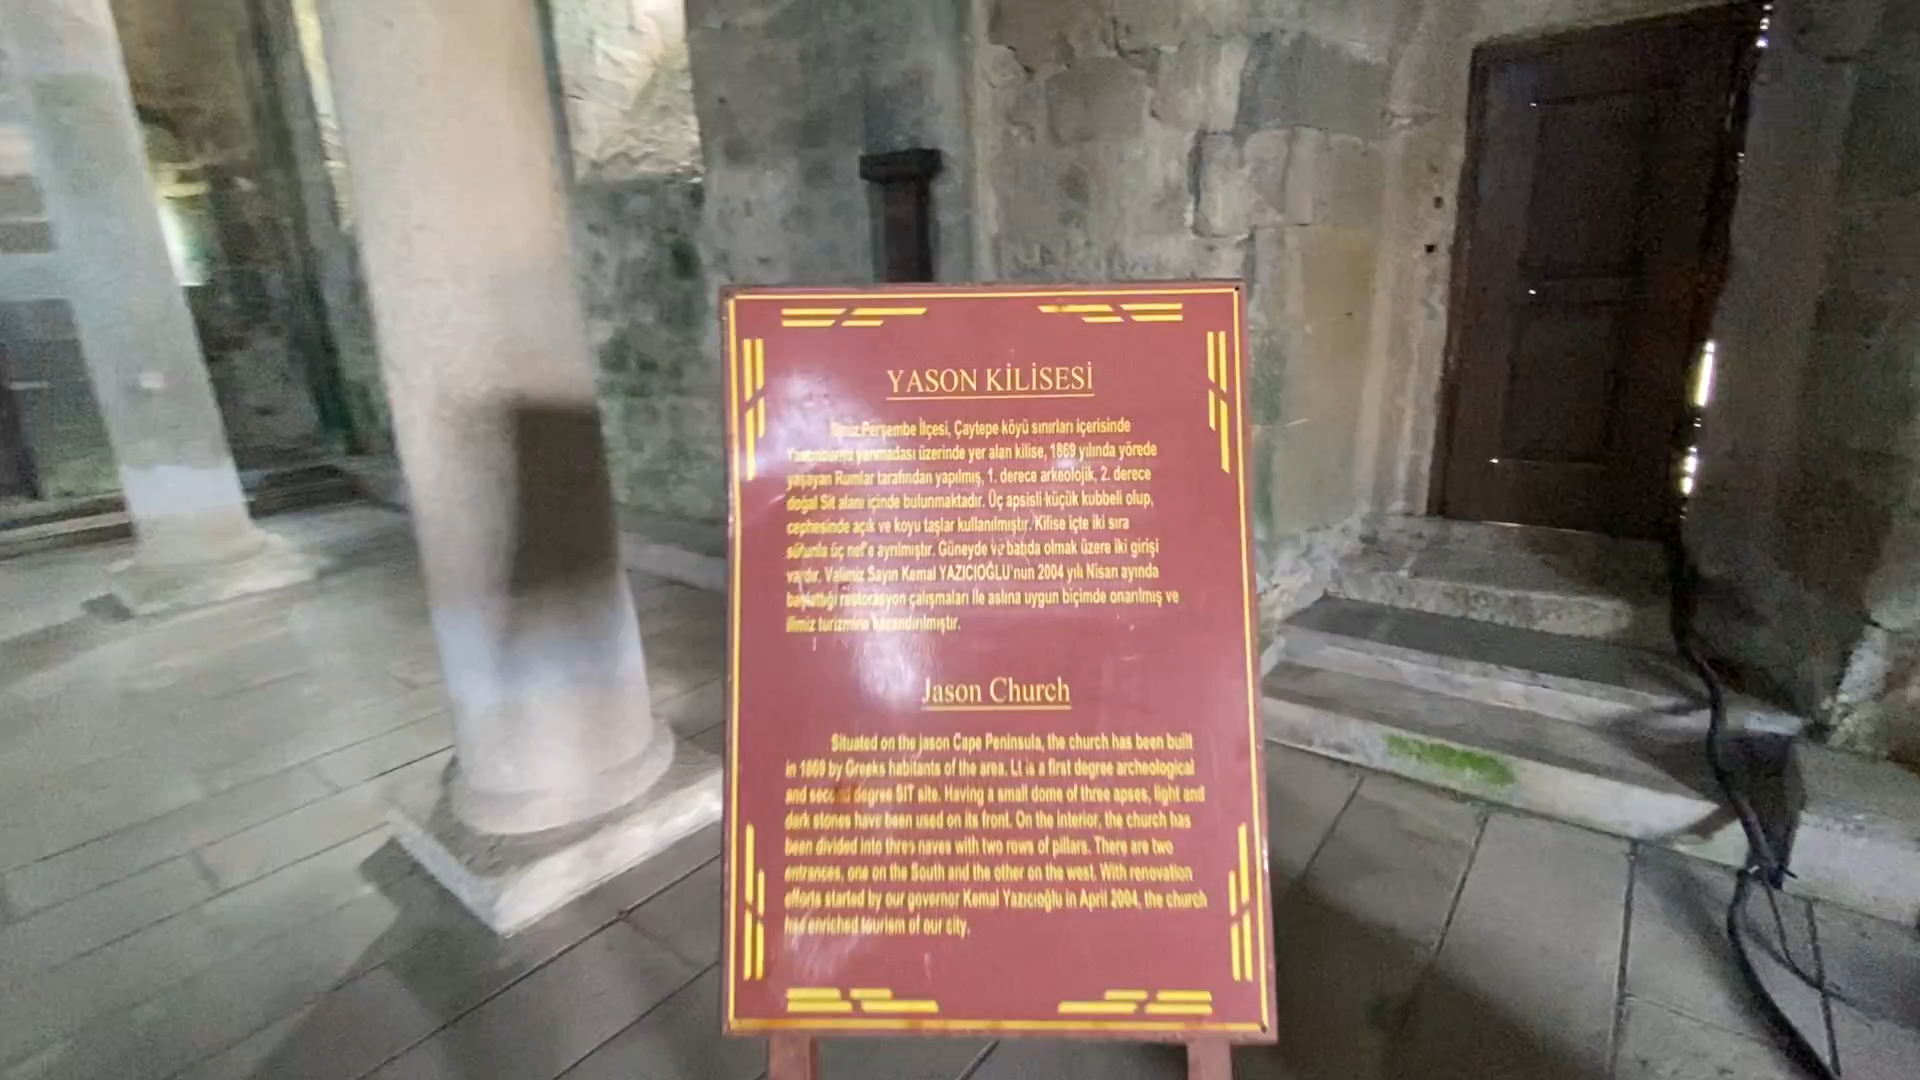 YASON KİLİSESİ
İlimiz Perşembe İlçesi, Çaytepe köyü sınırları içerisinde
Yasonburnu yarımadası üzerinde yer alan kilise, 1869 yılında yörede
yaşayan Rumlar tarafından yapılmış, 1. derece arkeolojik, 2. derece
doğal Sit alanı içinde bulunmaktadır. Üç apsisli küçük kubbeli olup,
cephesinde açık ve koyu taşlar kullanılmıştır. Kilise içte iki sıra
sütunla üç nef'e ayrılmıştır. Güneyde ve batıda olmak üzere iki girişi
vardır. Valimiz Sayın Kemal YAZICIOĞLU'nun 2004 yılı Nisan ayında
başlattığı restorasyon çalışmaları ile aslına uygun biçimde onarılmış ve
ilimiz turizmine kazandırılmıştır.
Jason Church
Situated on the jason Cape Peninsula, the church has been built
in 1869 by Greeks habitants of the area. Lt is a first degree archeological
and second degree SIT site. Having a small dome of three apses, light and
dark stones have been used on its front. On the interior, the church has
been divided into three naves with two rows of pillars. There are two
entrances, one on the South and the other on the west. With renovation
efforts started by our governor Kemal Yazıcıoğlu in April 2004, the church
has enriched tourism of our city.